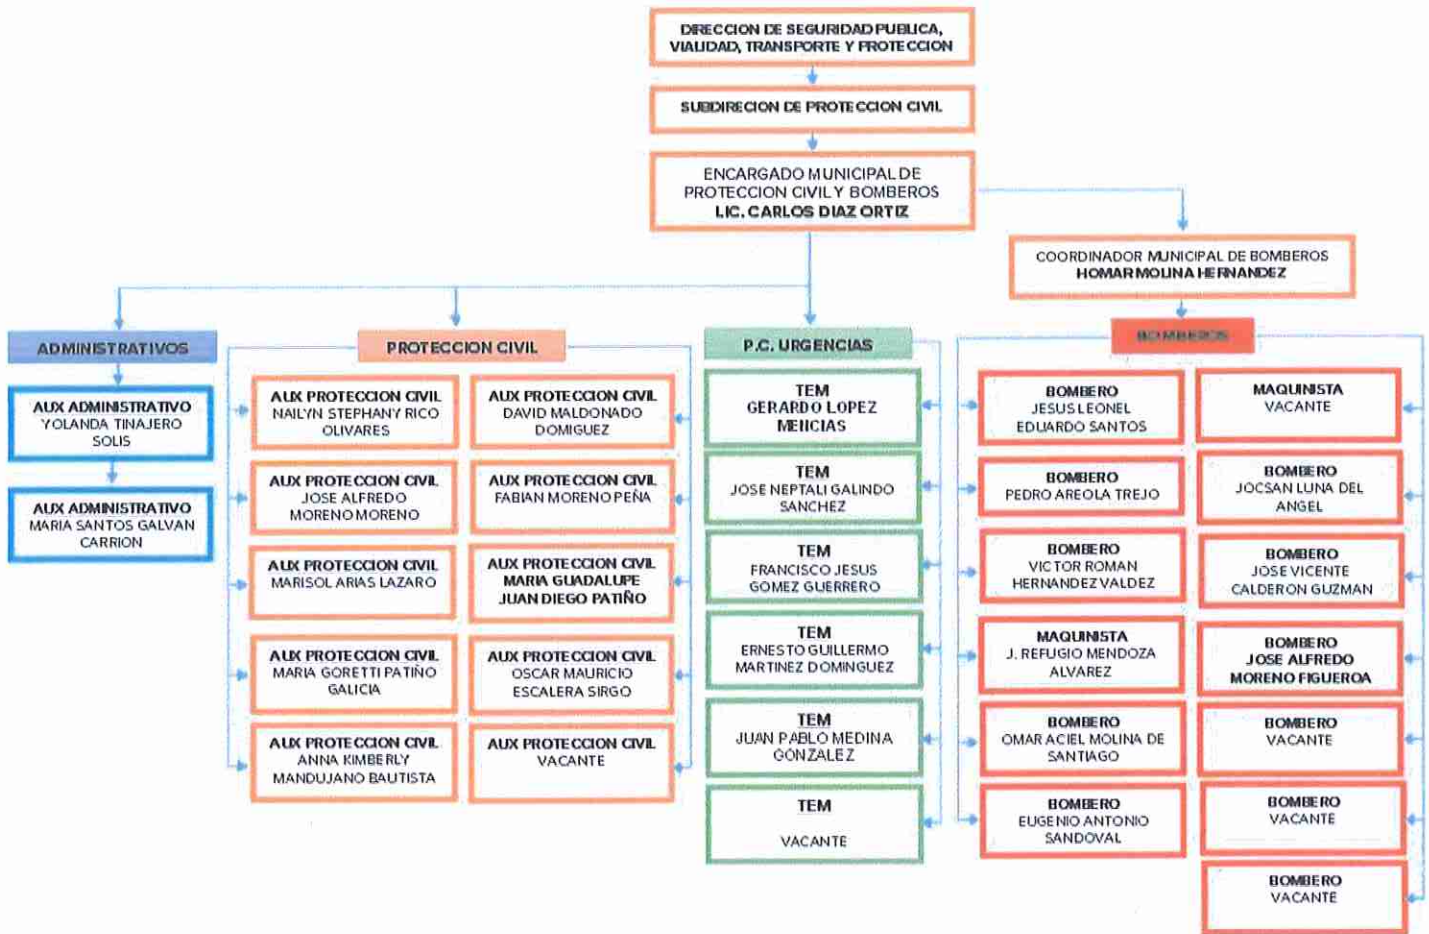 DIRECCION DE SEGURIDAD PUBLICA,
VIALIDAD, TRANSPORTE Y PROTECCION
SUBDIRECION DE PROTECCION CIVIL
ENCARGADO MUNICIPAL DE
PROTECCION CIVIL Y BOMBEROS
LIC. CARLOS DIAZ ORTIZ
COORDINADOR MUNICIPAL DE BOMBEROS
HOMAR MOLINA HERNANDEZ
ADMINISTRATIVOS
AUX ADMINISTRATIVO
YOLANDA TINAJERO
SOLIS
AUX ADMINISTRATIVO
MARIA SANTOS GALVAN
CARRION
PROTECCION CIVIL
AUX PROTECCION CIVIL
NAILYN STEPHANY RICO
OLIVARES
AUX PROTECCION CIVIL
JOSE ALFREDO
MORENO MORENO
AUX PROTECCION CIVIL
MARISOL ARIAS LAZARO
AUX PROTECCION CIVIL
MARIA GORETTI PATIÑO
GALICIA
AUX PROTECCION CIVIL
ANNA KIMBERLY
MANDUJANO BAUTISTA
AUX PROTECCION CIVIL
DAVID MALDONADO
DOMIGUEZ
AUX PROTECCION CIVIL
FABIAN MORENO PEÑA
AUX PROTECCION CIVIL
MARIA GUADALUPE
JUAN DIEGO PATIÑO
AUX PROTECCION CIVIL
OSCAR MAURICIO
ESCALERA SIRGO
AUX PROTECCION CIVIL
VACANTE
P.C. URGENCIAS
TEM
GERARDO LOPEZ
MENCIAS
TEM
JOSE NEPTALI GALINDO
SANCHEZ
TEM
FRANCISCO JESUS
GOMEZ GUERRERO
TEM
ERNESTO GUILLERMO
MARTINEZ DOMINGUEZ
TEM
JUAN PABLO MEDINA
GONZALEZ
TEM
VACANTE
BOMBEROS
BOMBERO
JESUS LEONEL
EDUARDO SANTOS
BOMBERO
PEDRO AREOLA TREJO
BOMBERO
VICTOR ROMAN
HERNANDEZ VALDEZ
MAQUINISTA
J. REFUGIO MENDOZA
ALVAREZ
BOMBERO
OMAR ACIEL MOLINA DE
SANTIAGO
BOMBERO
EUGENIO ANTONIO
SANDOVAL
MAQUINISTA
VACANTE
BOMBERO
JOCSAN LUNA DEL
ANGEL
BOMBERO
JOSE VICENTE
CALDERON GUZMAN
BOMBERO
JOSE ALFREDO
MORENO FIGUEROA
BOMBERO
VACANTE
BOMBERO
VACANTE
BOMBERO
VACANTE